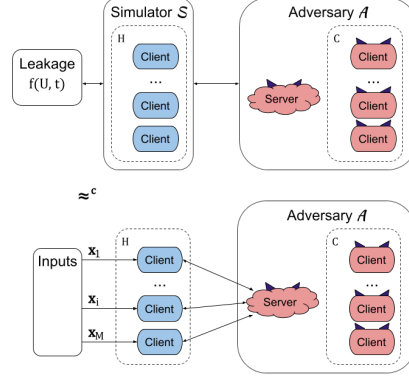 Simulator 𝒮
Adversary 𝒜
H
C
Leakage
f(U, t)
Client
...
Client
Client
Server
Client
...
Client
Client
≈ᶜ
Adversary 𝒜
H
C
Inputs
x₁
xᵢ
x_M
Client
...
Client
Client
Server
Client
...
Client
Client